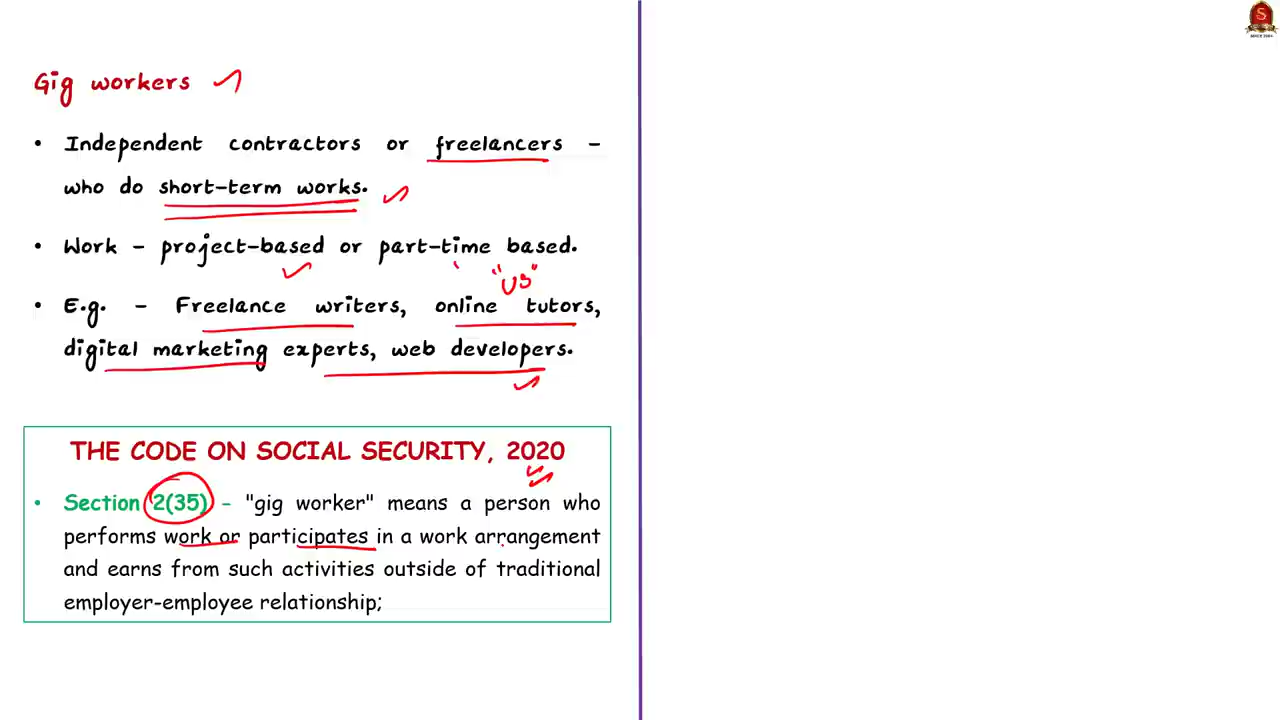 Gig workers
• Independent contractors or freelancers –
who do short-term works.
• Work – project-based or part-time based.
"US"
• E.g. – Freelance writers, online tutors,
digital marketing experts, web developers.
THE CODE ON SOCIAL SECURITY, 2020
• Section 2(35) – "gig worker" means a person who
performs work or participates in a work arrangement
and earns from such activities outside of traditional
employer-employee relationship;
S
SINCE 2004